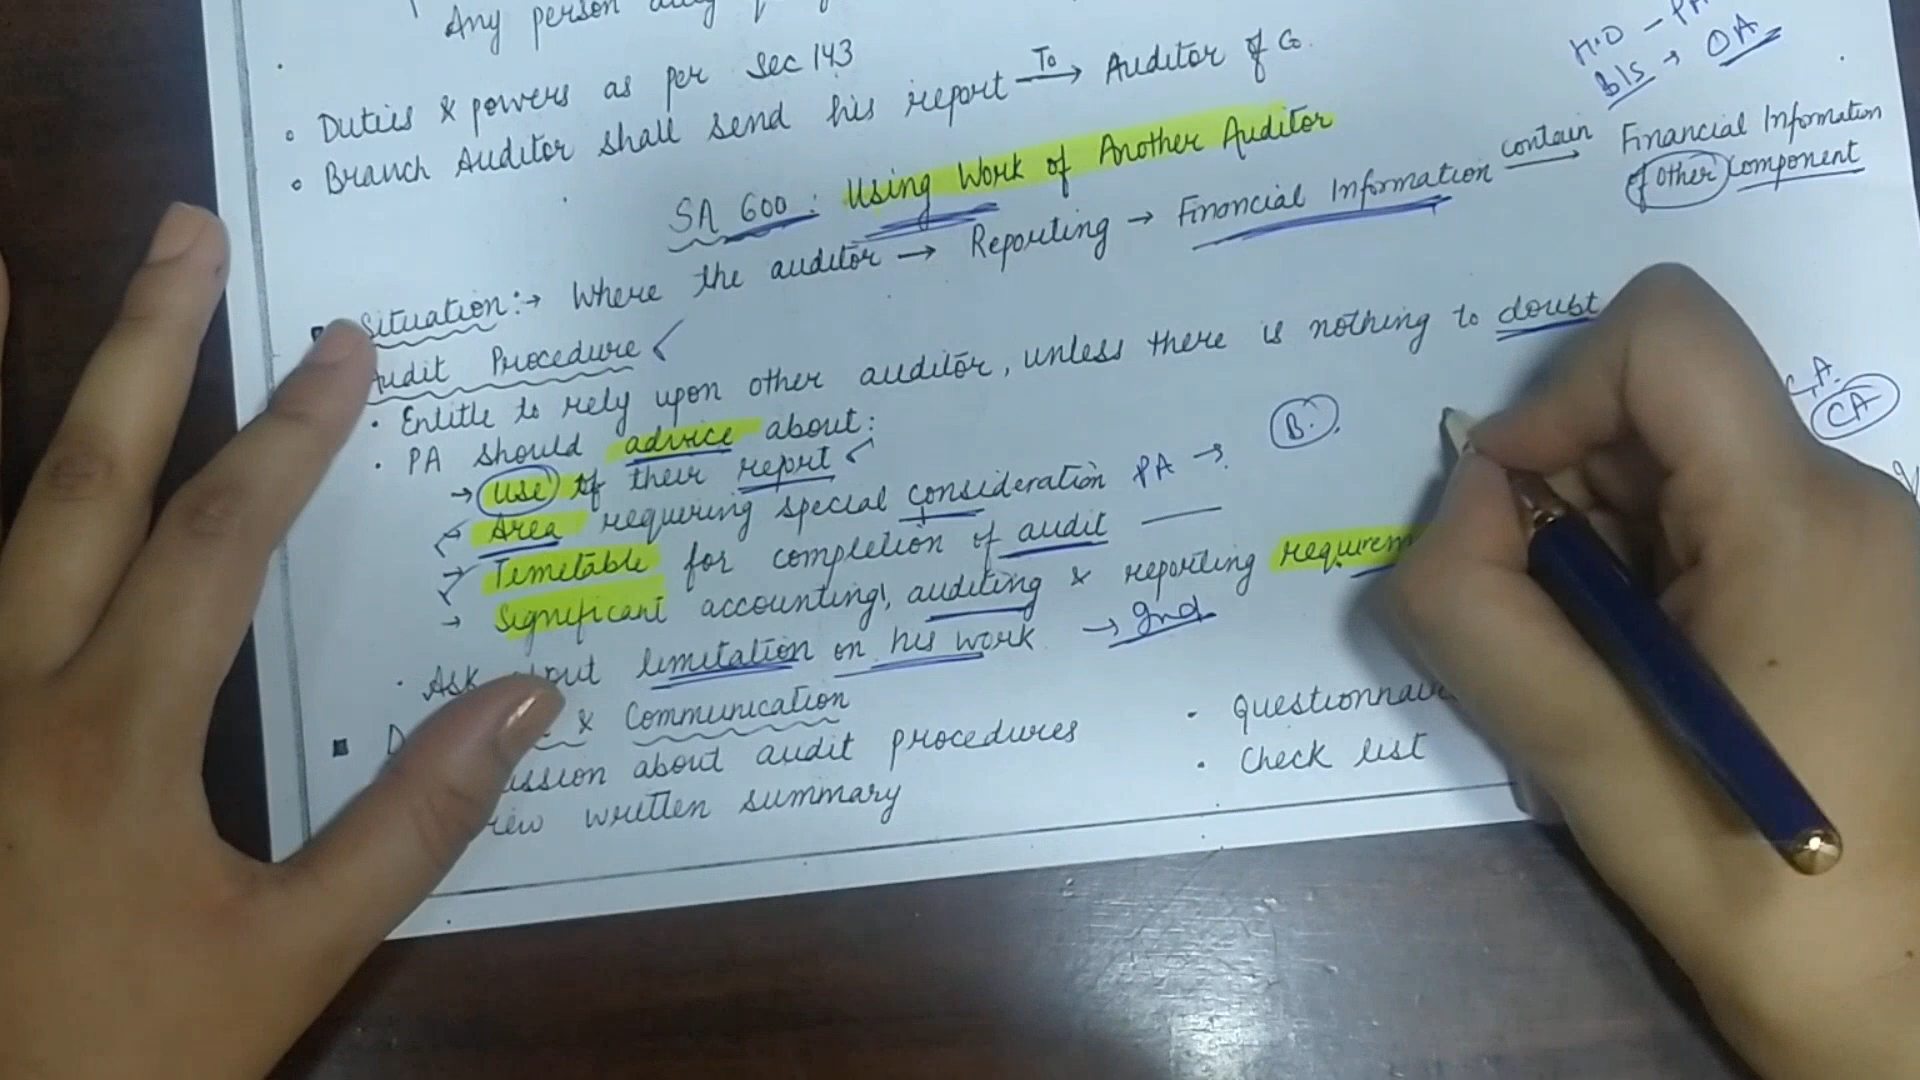 Any person
Duties & powers as per Sec 143
Branch Auditor shall send his report To → Auditor of Co.
H.O -
B/s → OA
SA 600 : Using Work of Another Auditor
Situation :→ Where the auditor → Reporting → Financial Information contain Financial Information
of Other Component
Audit Procedure
• Entitle to rely upon other auditor, unless there is nothing to doubt
CA
• PA should advice about :
→ use of their report
Area requiring special consideration PA → B.
→ Timetable for completion of audit
→ Significant accounting, auditing & reporting
• Ask about limitation on his work → Ind
& Communication
about audit procedures
written summary
• Questionnai
• Check list